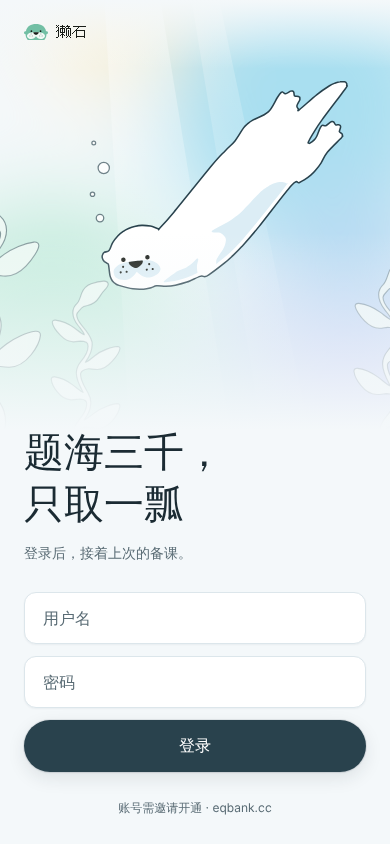 獭石
题海三千，
只取一瓢
登录后，接着上次的备课。
用户名
密码
登录
账号需邀请开通 · eqbank.cc